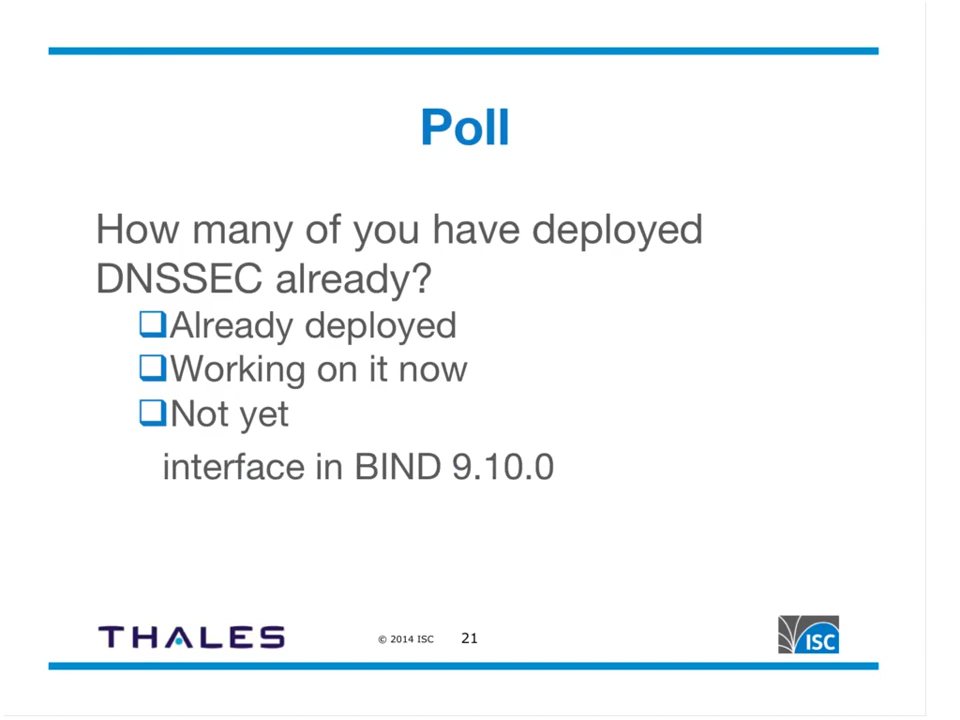 Poll
How many of you have deployed
DNSSEC already?
Already deployed
Working on it now
Not yet
interface in BIND 9.10.0
THALES
© 2014 ISC 21
ISC